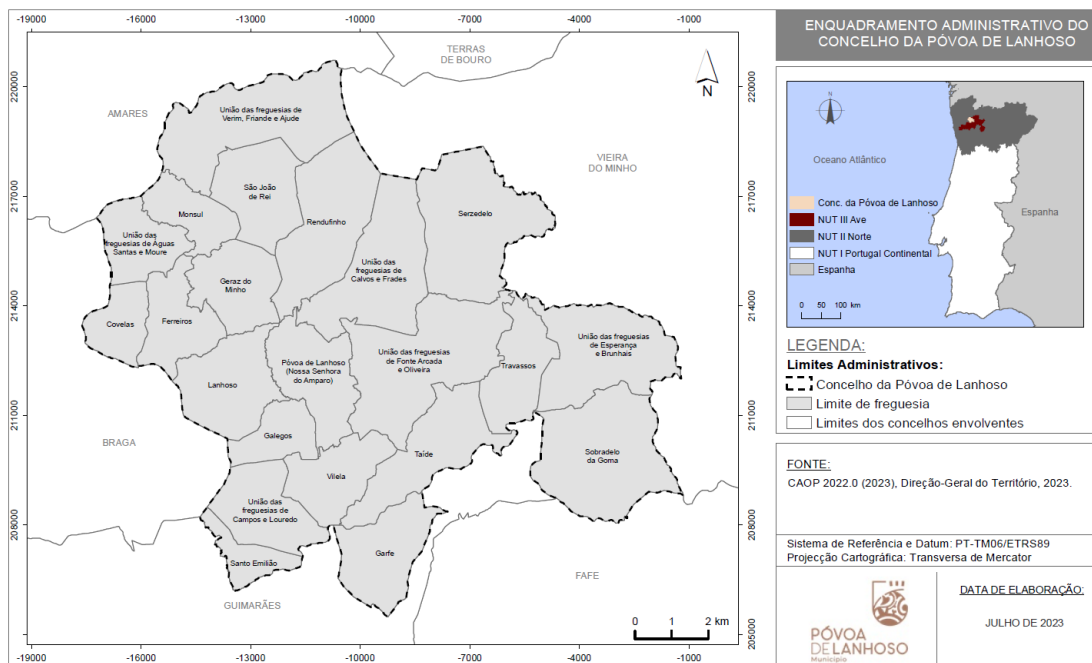 -19000
-16000
-13000
-10000
-7000
-4000
-1000
220000
217000
214000
211000
208000
205000
TERRAS
DE BOURO
AMARES
VIEIRA
DO MINHO
BRAGA
GUIMARÃES
FAFE
N
União das freguesias de
Verim, Friande e Ajude
São João
de Rei
Rendufinho
Monsul
Serzedelo
União das
freguesias de Águas
Santas e Moure
União das
freguesias de
Calvos e Frades
Geraz do
Minho
Covelas
Ferreiros
União das freguesias
de Esperança
e Brunhais
Póvoa de Lanhoso
(Nossa Senhora
do Amparo)
União das freguesias
de Fonte Arcada
e Oliveira
Travassos
Lanhoso
Galegos
Taíde
Sobradelo
da Goma
Vilela
União das
freguesias de
Campos e Louredo
Garfe
Santo Emilião
0 1 2 km
220000
217000
214000
211000
208000
205000
-19000
-16000
-13000
-10000
-7000
-4000
-1000
ENQUADRAMENTO ADMINISTRATIVO DO
CONCELHO DA PÓVOA DE LANHOSO
N
Oceano Atlântico
Espanha
Conc. da Póvoa de Lanhoso
NUT III Ave
NUT II Norte
NUT I Portugal Continental
Espanha
0 50 100 km
LEGENDA:
Limites Administrativos:
Concelho da Póvoa de Lanhoso
Limite de freguesia
Limites dos concelhos envolventes
FONTE:
CAOP 2022.0 (2023), Direção-Geral do Território, 2023.
Sistema de Referência e Datum: PT-TM06/ETRS89
Projecção Cartográfica: Transversa de Mercator
PÓVOA
DE LANHOSO
Município
DATA DE ELABORAÇÃO:
JULHO DE 2023